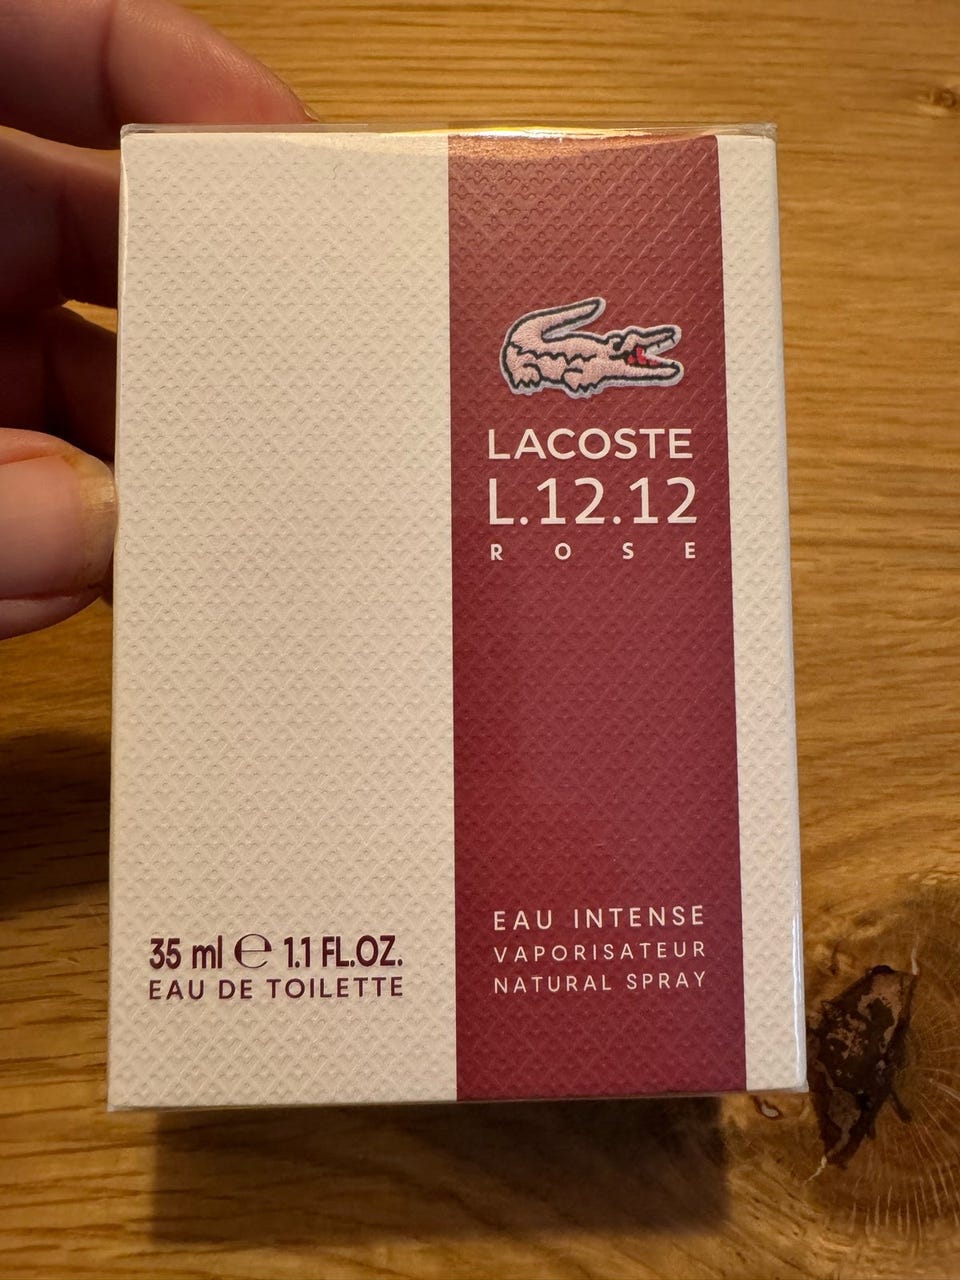 LACOSTE
L.12.12
ROSE
EAU INTENSE
VAPORISATEUR
NATURAL SPRAY
35 ml ℮ 1.1 FL.OZ.
EAU DE TOILETTE